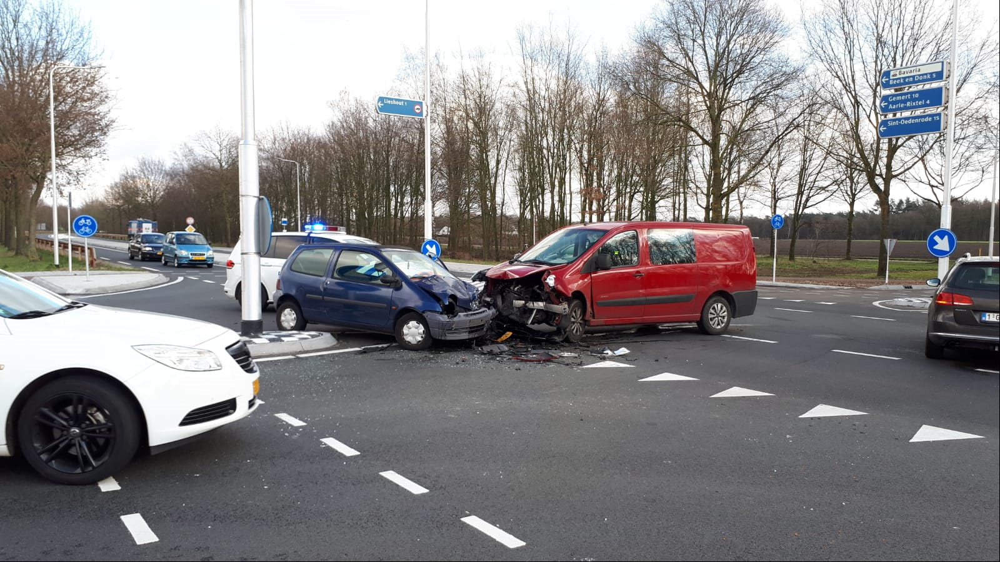 Lieshout 1
Bavaria
Beek en Donk 5
Gemert 10
Aarle-Rixtel 4
Sint-Oedenrode 15